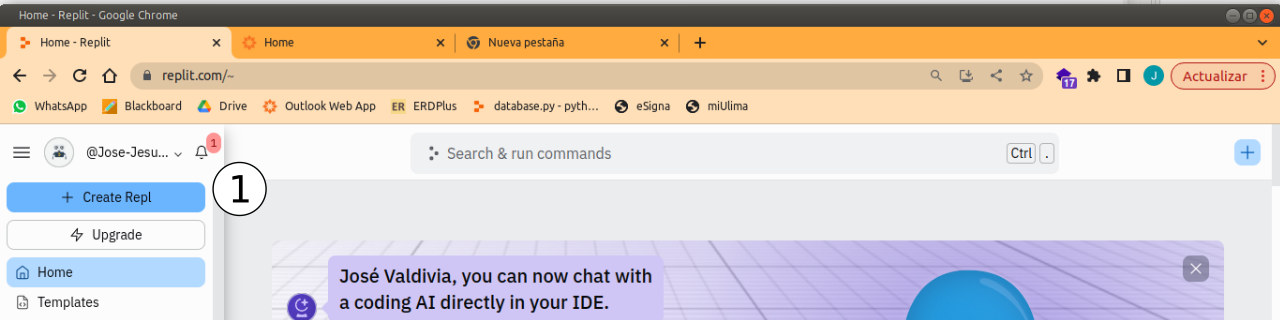 Home - Replit - Google Chrome
Home - Replit Home Nueva pestaña
replit.com/~ 17 J Actualizar
WhatsApp Blackboard Drive Outlook Web App ER ERDPlus database.py - pyth... eSigna miUlima
@Jose-Jesu... 1 Search & run commands Ctrl .
+ Create Repl 1
Upgrade
Home
Templates
José Valdivia, you can now chat with
a coding AI directly in your IDE.